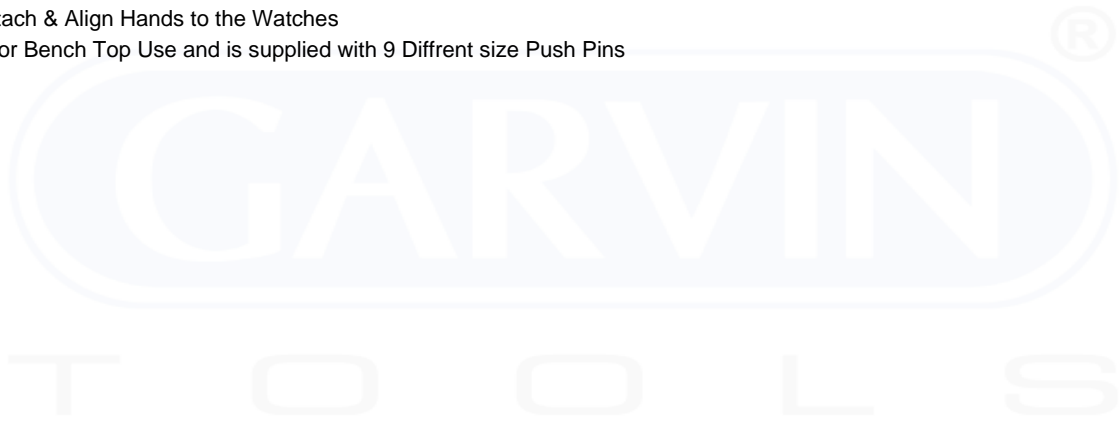 tach & Align Hands to the Watches
or Bench Top Use and is supplied with 9 Diffrent size Push Pins
®
GARVIN
TOOLS